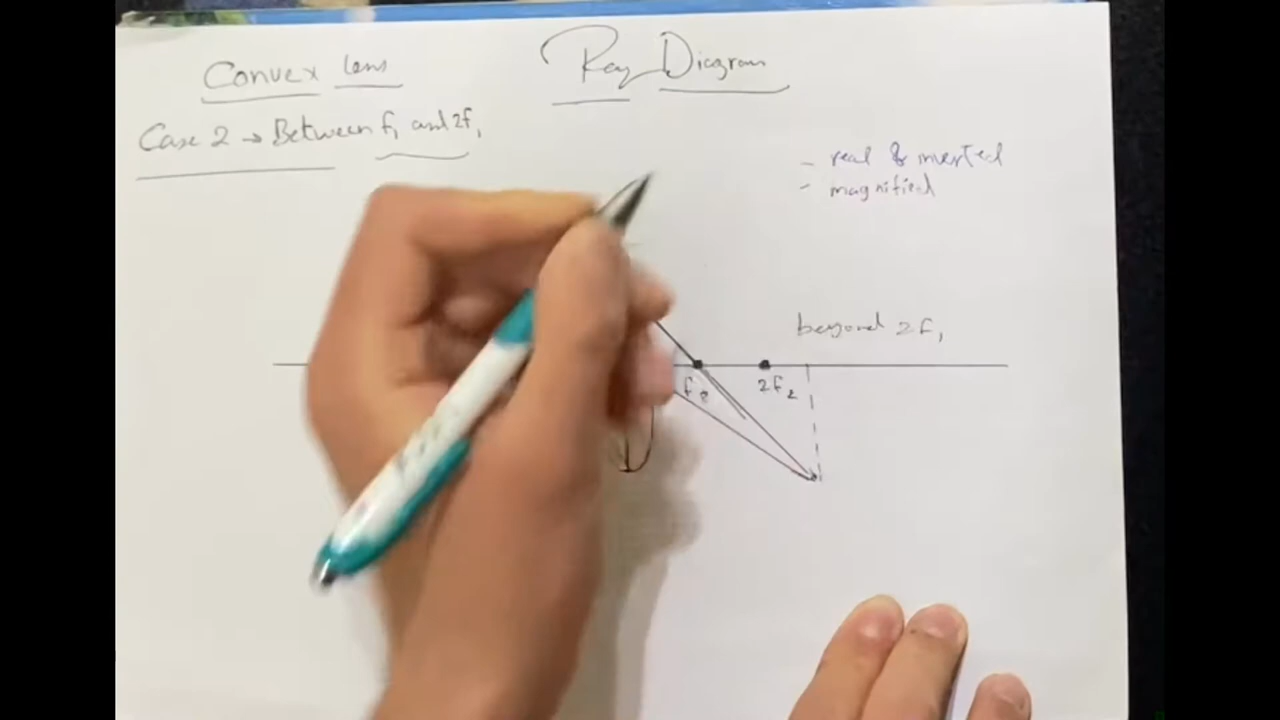 Convex lens
Ray Diagram
Case 2 → Between f₁ and 2f₁
- real & inverted
- magnified
beyond 2f₁
f₂
2f₂